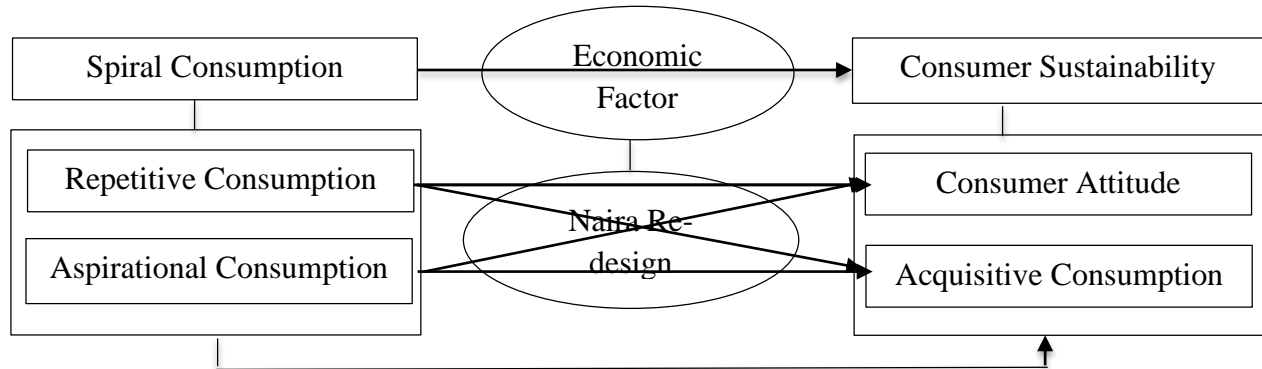 Spiral Consumption
Economic
Factor
Consumer Sustainability
Repetitive Consumption
Aspirational Consumption
Naira Re-
design
Consumer Attitude
Acquisitive Consumption